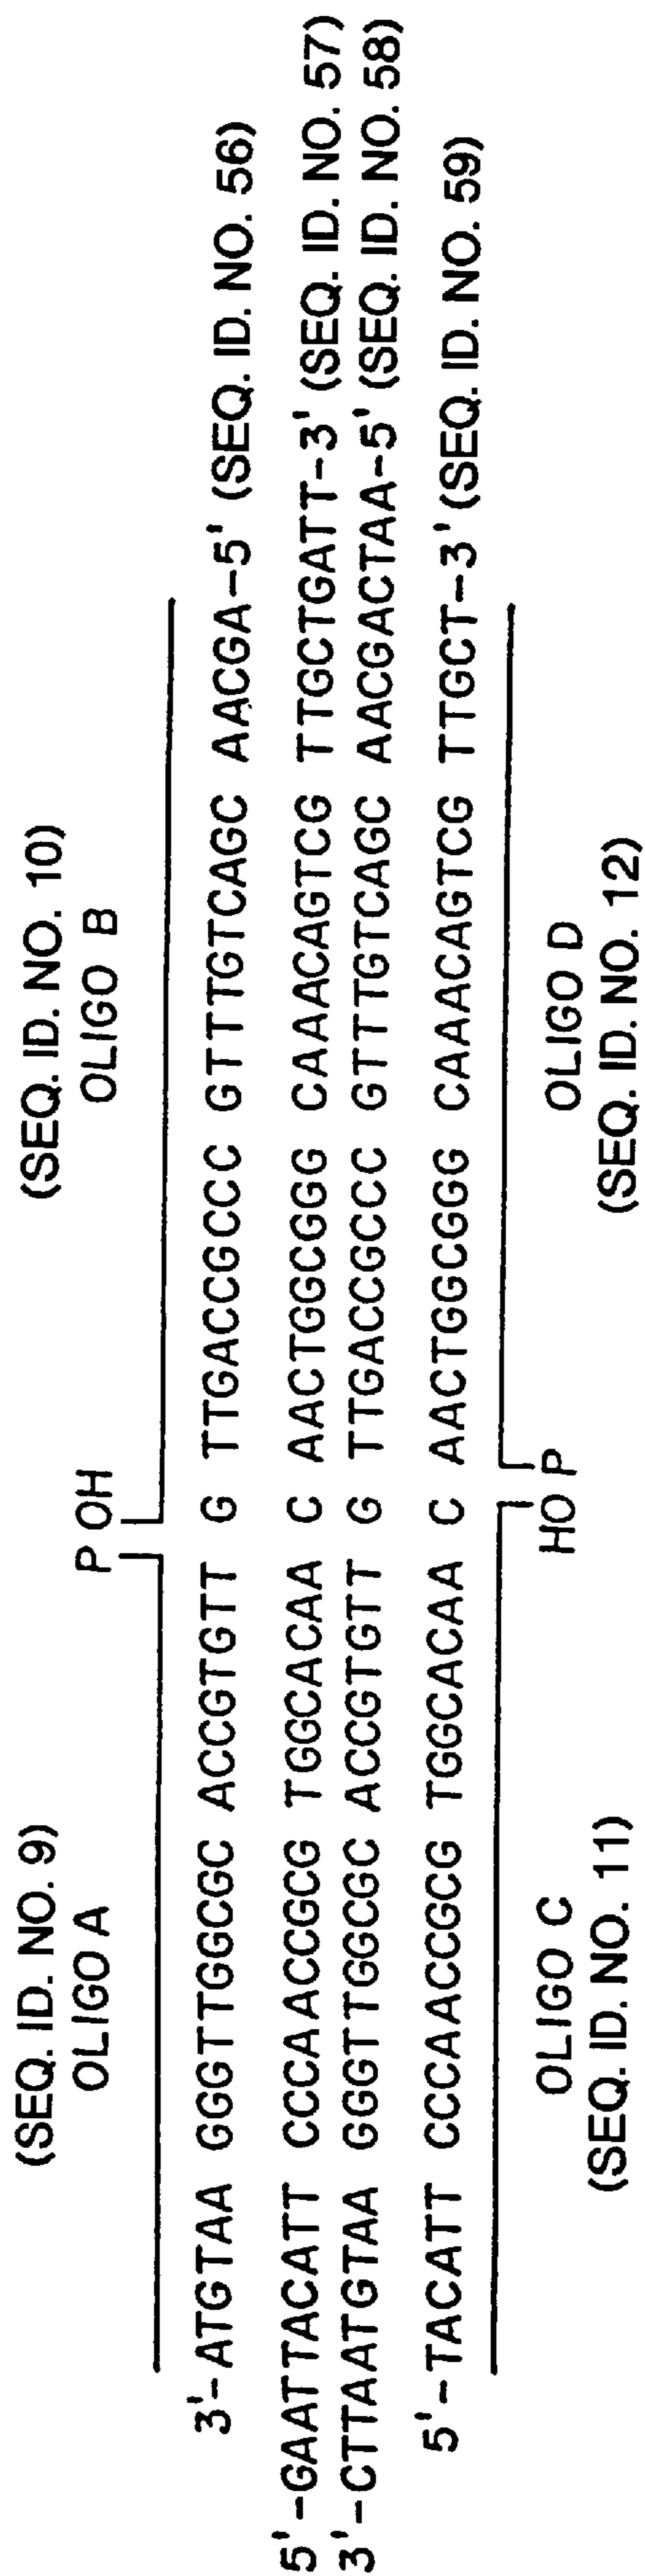 (SEQ. ID. NO. 9) (SEQ. ID. NO. 10)
OLIGO A OLIGO B
P OH
3'-ATGTAA GGGTTGGCGC ACCGTGTT G TTGACCGCCC GTTTGTCAGC AACGA-5' (SEQ. ID. NO. 56)
5'-GAATTACATT CCCAACCGCG TGGCACAA C AACTGGCGGG CAAACAGTCG TTGCTGATT-3' (SEQ. ID. NO. 57)
3'-CTTAATGTAA GGGTTGGCGC ACCGTGTT G TTGACCGCCC GTTTGTCAGC AACGACTAA-5' (SEQ. ID. NO. 58)
5'-TACATT CCCAACCGCG TGGCACAA C AACTGGCGGG CAAACAGTCG TTGCT-3' (SEQ. ID. NO. 59)
HO P
OLIGO C OLIGO D
(SEQ. ID. NO. 11) (SEQ. ID. NO. 12)